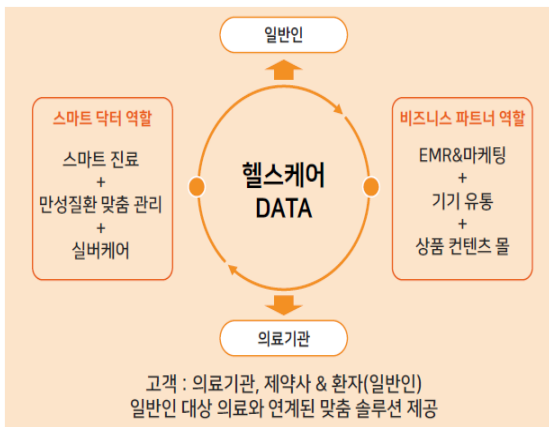 일반인
스마트 닥터 역할
스마트 진료
+
만성질환 맞춤 관리
+
실버케어
헬스케어
DATA
비즈니스 파트너 역할
EMR&마케팅
+
기기 유통
+
상품 컨텐츠 몰
의료기관
고객 : 의료기관, 제약사 & 환자(일반인)
일반인 대상 의료와 연계된 맞춤 솔루션 제공